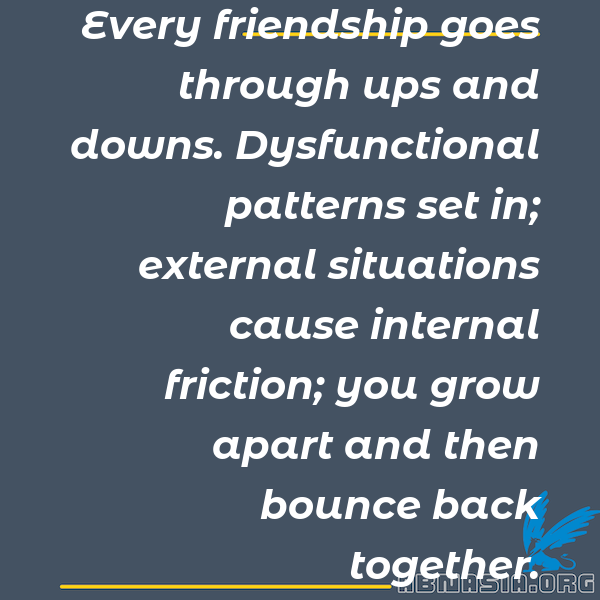 Every friendship goes
through ups and
downs. Dysfunctional
patterns set in;
external situations
cause internal
friction; you grow
apart and then
bounce back
together.
ABNASIA.ORG